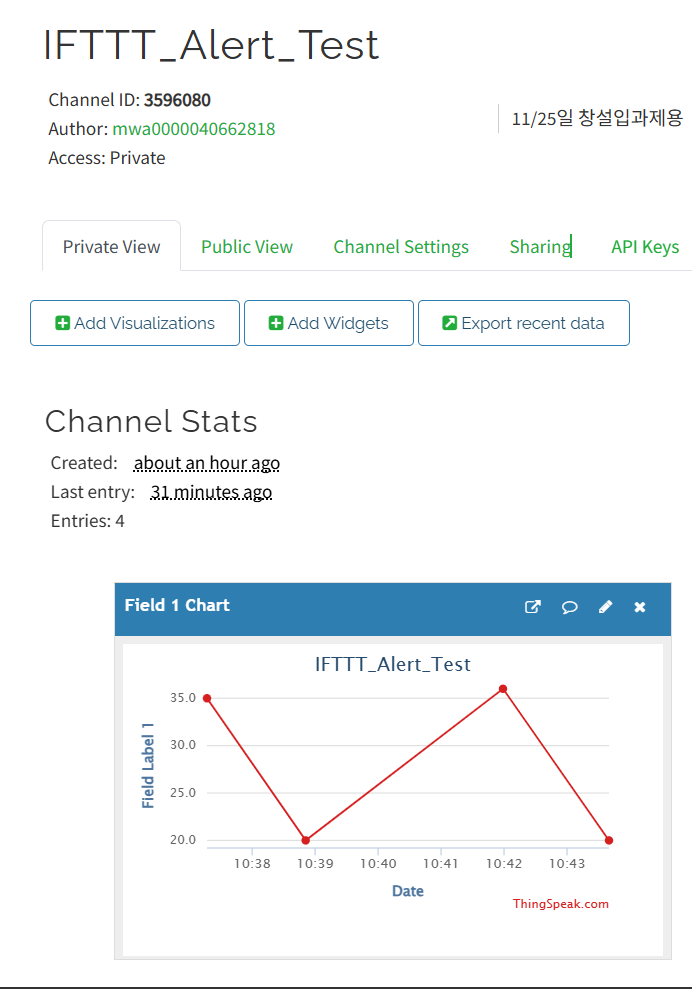 IFTTT_Alert_Test
Channel ID: 3596080
Author: mwa0000040662818
Access: Private
11/25일 창설입과제용
Private View
Public View
Channel Settings
Sharing
API Keys
Add Visualizations
Add Widgets
Export recent data
Channel Stats
Created: about an hour ago
Last entry: 31 minutes ago
Entries: 4
Field 1 Chart
IFTTT_Alert_Test
Field Label 1
35.0
30.0
25.0
20.0
10:38 10:39 10:40 10:41 10:42 10:43
Date
ThingSpeak.com